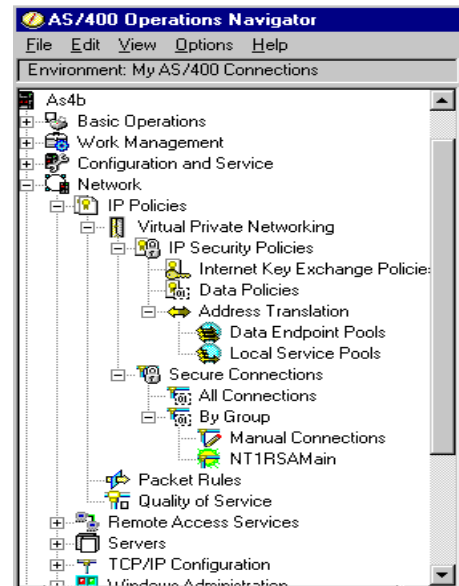 AS/400 Operations Navigator
File Edit View Options Help
Environment: My AS/400 Connections
As4b
Basic Operations
Work Management
Configuration and Service
Network
IP Policies
Virtual Private Networking
IP Security Policies
Internet Key Exchange Policie
Data Policies
Address Translation
Data Endpoint Pools
Local Service Pools
Secure Connections
All Connections
By Group
Manual Connections
NT1RSAMain
Packet Rules
Quality of Service
Remote Access Services
Servers
TCP/IP Configuration
Windows Administration